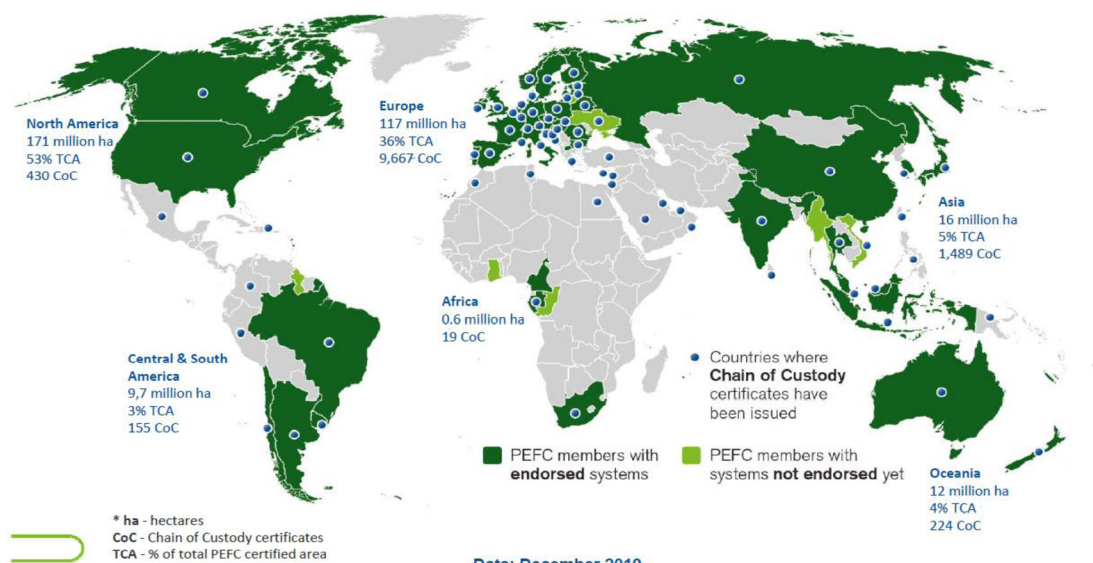 North America
171 million ha
53% TCA
430 CoC
Europe
117 million ha
36% TCA
9,667 CoC
Asia
16 million ha
5% TCA
1,489 CoC
Africa
0.6 million ha
19 CoC
Central & South
America
9,7 million ha
3% TCA
155 CoC
Countries where
Chain of Custody
certificates have
been issued
PEFC members with
endorsed systems
PEFC members with
systems not endorsed yet
Oceania
12 million ha
4% TCA
224 CoC
* ha - hectares
CoC - Chain of Custody certificates
TCA - % of total PEFC certified area
Data: December 2019